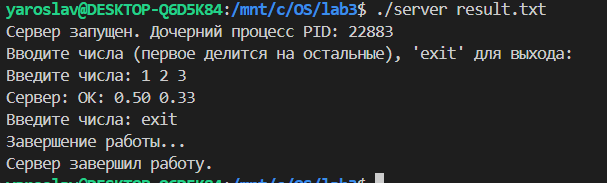 yaroslav@DESKTOP-Q6D5K84:/mnt/c/OS/lab3$ ./server result.txt
Сервер запущен. Дочерний процесс PID: 22883
Вводите числа (первое делится на остальные), 'exit' для выхода:
Введите числа: 1 2 3
Сервер: OK: 0.50 0.33
Введите числа: exit
Завершение работы...
Сервер завершил работу.
yaroslav@DESKTOP-Q6D5K84:/mnt/c/OS/lab3$